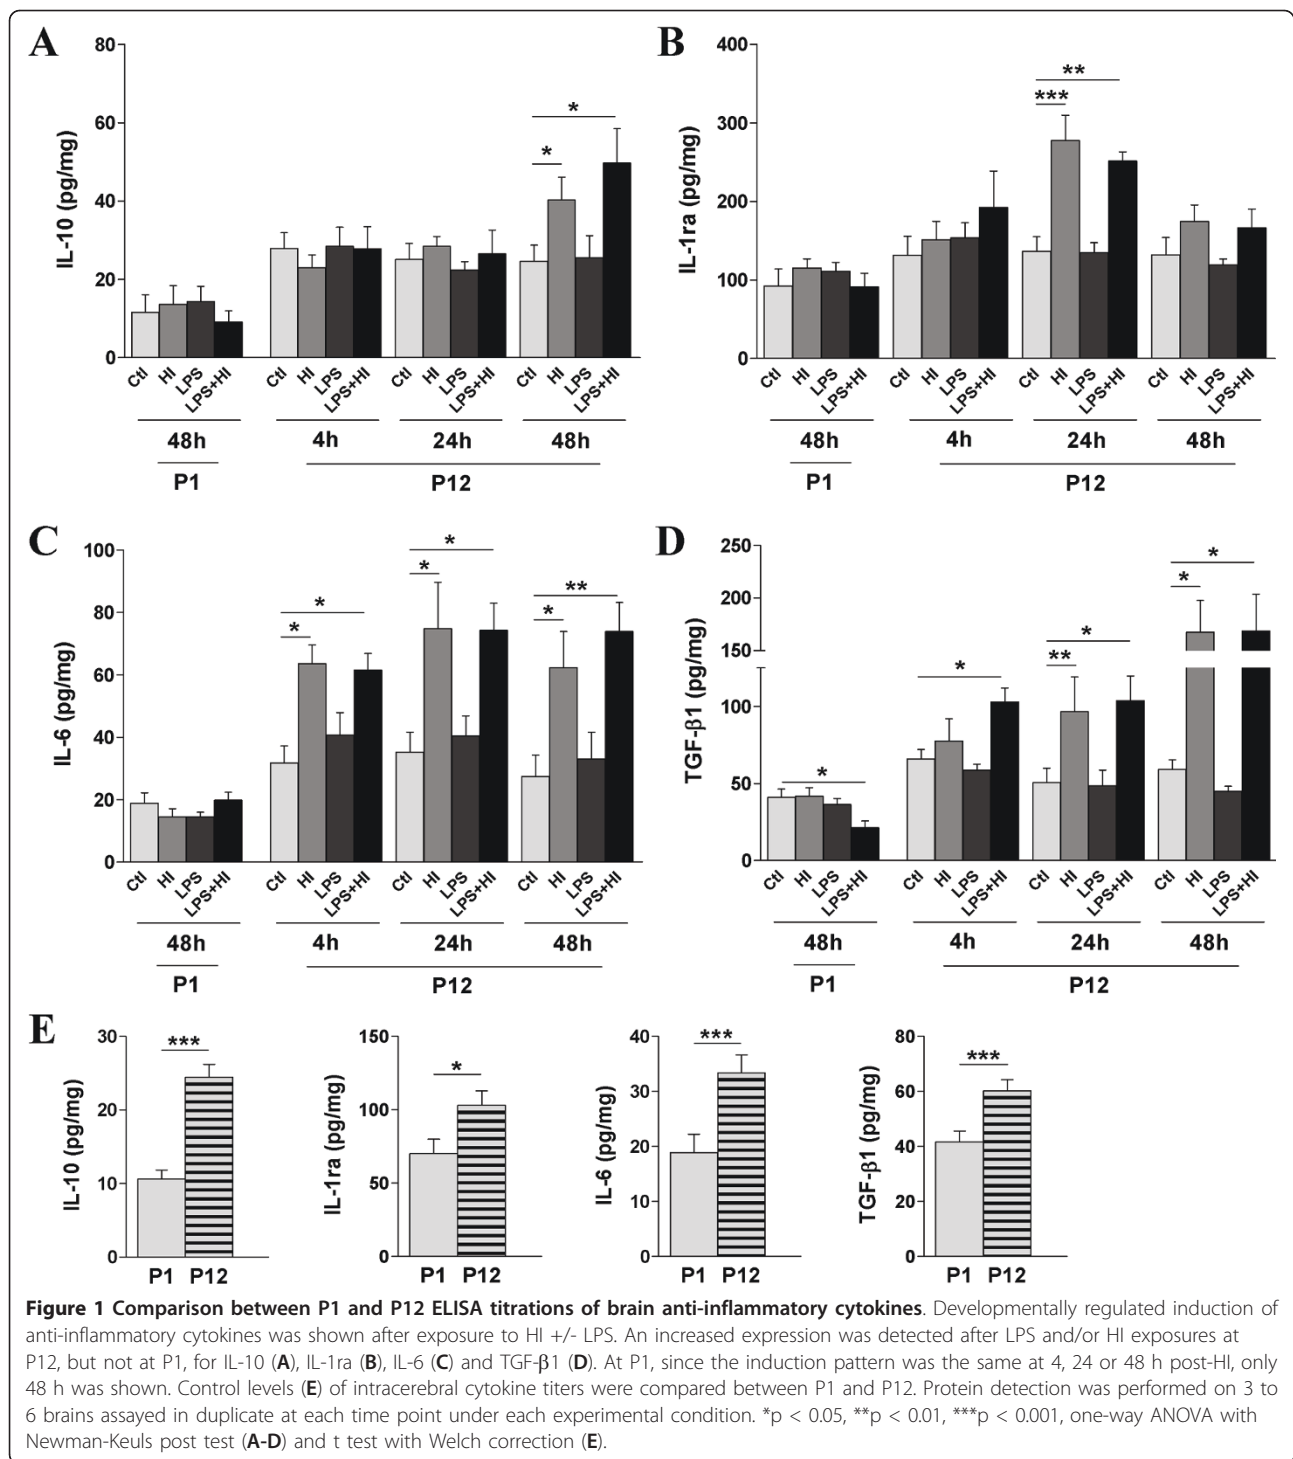 A
IL-10 (pg/mg)
80
60
40
20
0
*
*
Ctl HI LPS LPS+HI Ctl HI LPS LPS+HI Ctl HI LPS LPS+HI Ctl HI LPS LPS+HI
48h 4h 24h 48h
P1 P12
B
IL-1ra (pg/mg)
400
300
200
100
0
**
***
Ctl HI LPS LPS+HI Ctl HI LPS LPS+HI Ctl HI LPS LPS+HI Ctl HI LPS LPS+HI
48h 4h 24h 48h
P1 P12
C
IL-6 (pg/mg)
100
80
60
40
20
0
* * **
* * *
Ctl HI LPS LPS+HI Ctl HI LPS LPS+HI Ctl HI LPS LPS+HI Ctl HI LPS LPS+HI
48h 4h 24h 48h
P1 P12
D
TGF-β1 (pg/mg)
250
200
150
100
50
0
* * * *
** *
Ctl HI LPS LPS+HI Ctl HI LPS LPS+HI Ctl HI LPS LPS+HI Ctl HI LPS LPS+HI
48h 4h 24h 48h
P1 P12
E
IL-10 (pg/mg)
30
20
10
0
***
P1 P12
IL-1ra (pg/mg)
150
100
50
0
*
P1 P12
IL-6 (pg/mg)
40
30
20
10
0
***
P1 P12
TGF-β1 (pg/mg)
80
60
40
20
0
***
P1 P12
Figure 1 Comparison between P1 and P12 ELISA titrations of brain anti-inflammatory cytokines. Developmentally regulated induction of
anti-inflammatory cytokines was shown after exposure to HI +/- LPS. An increased expression was detected after LPS and/or HI exposures at
P12, but not at P1, for IL-10 (A), IL-1ra (B), IL-6 (C) and TGF-β1 (D). At P1, since the induction pattern was the same at 4, 24 or 48 h post-HI, only
48 h was shown. Control levels (E) of intracerebral cytokine titers were compared between P1 and P12. Protein detection was performed on 3 to
6 brains assayed in duplicate at each time point under each experimental condition. *p < 0.05, **p < 0.01, ***p < 0.001, one-way ANOVA with
Newman-Keuls post test (A-D) and t test with Welch correction (E).